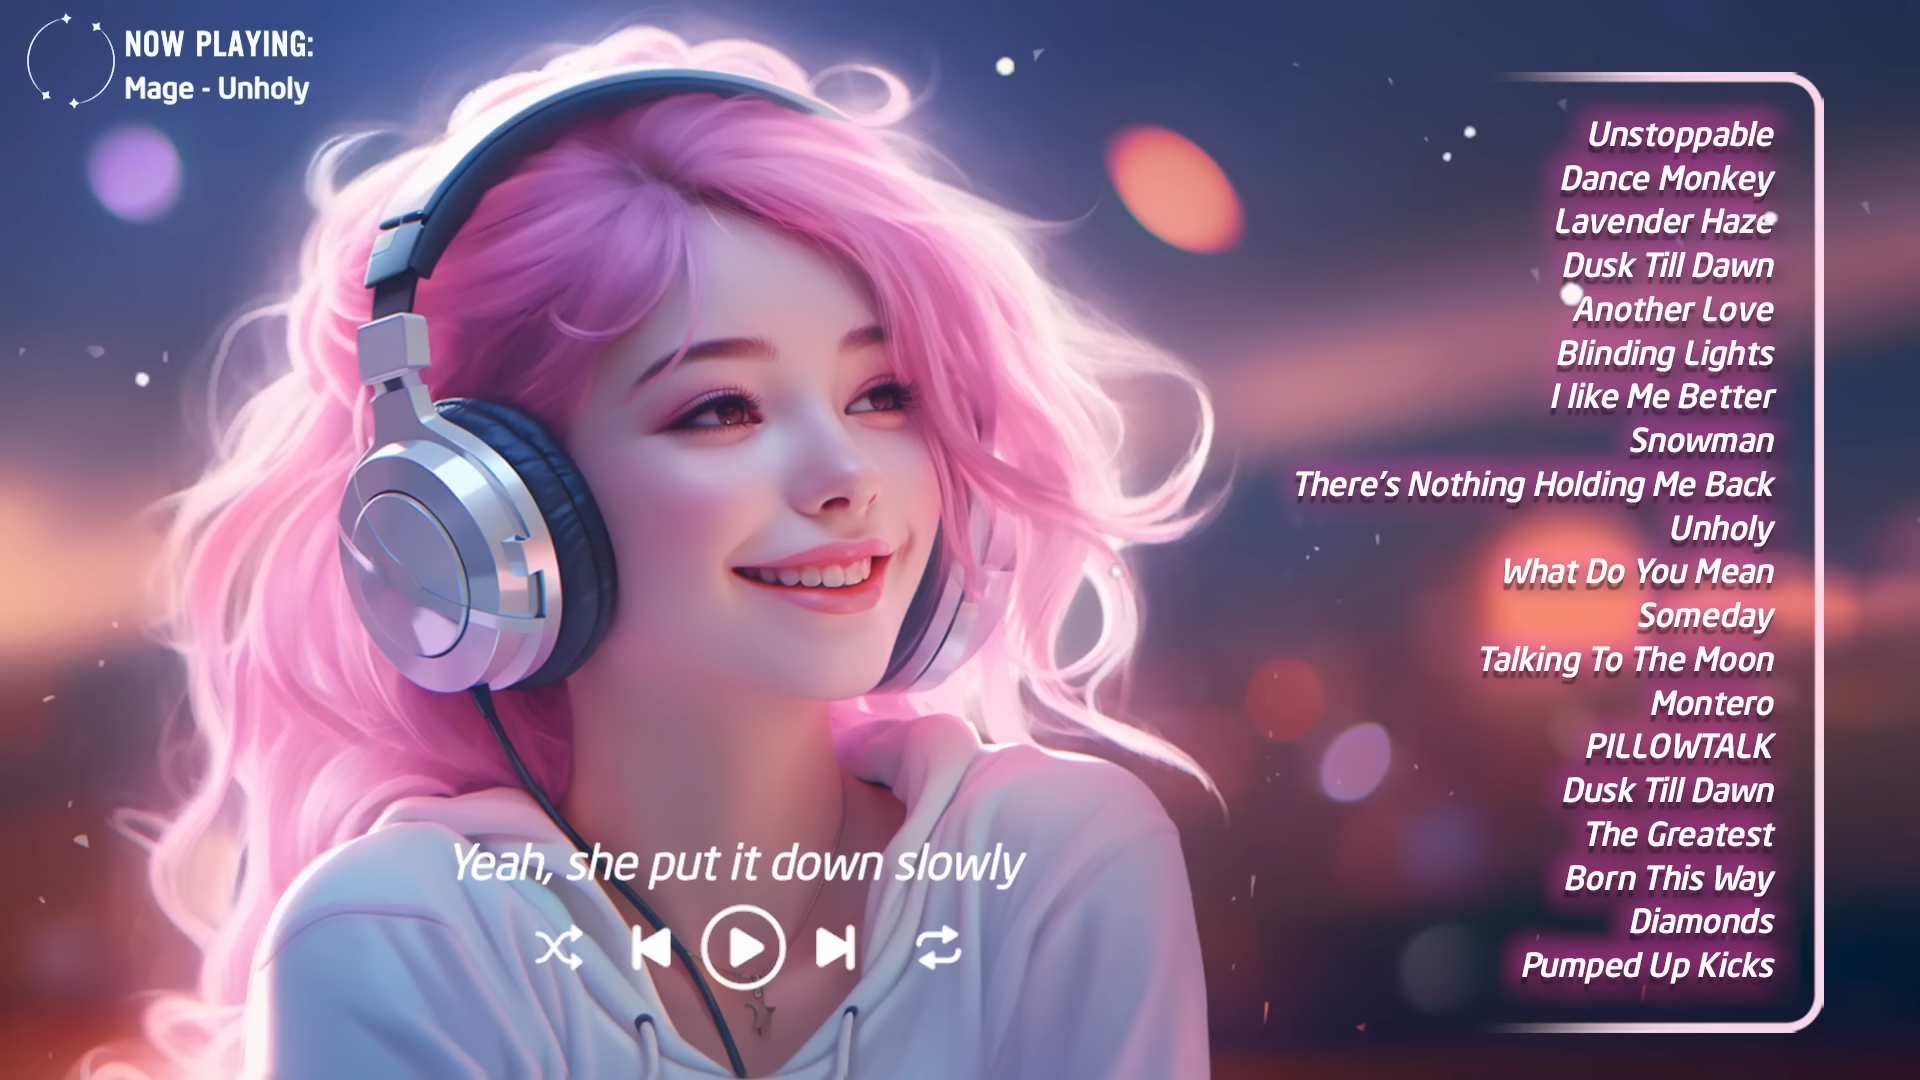 NOW PLAYING:
Mage - Unholy
Unstoppable
Dance Monkey
Lavender Haze
Dusk Till Dawn
Another Love
Blinding Lights
I like Me Better
Snowman
There's Nothing Holding Me Back
Unholy
What Do You Mean
Someday
Talking To The Moon
Montero
PILLOWTALK
Dusk Till Dawn
The Greatest
Born This Way
Diamonds
Pumped Up Kicks
Yeah, she put it down slowly